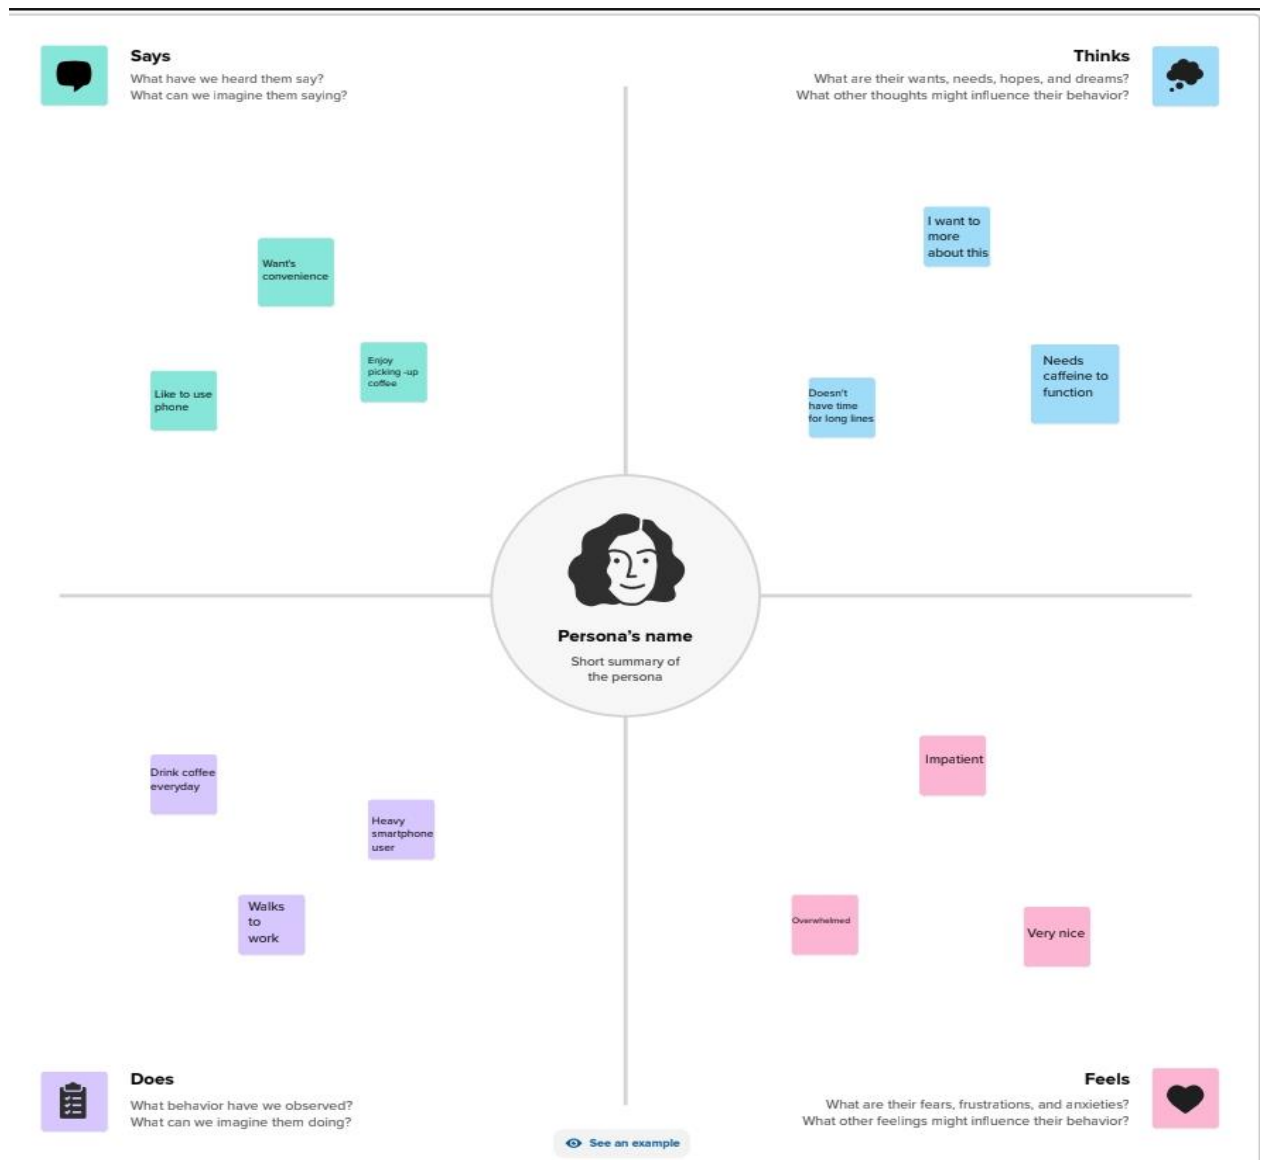 Says
What have we heard them say?
What can we imagine them saying?
Thinks
What are their wants, needs, hopes, and dreams?
What other thoughts might influence their behavior?
Want's
convenience
Enjoy
picking -up
coffee
Like to use
phone
I want to
more
about this
Needs
caffeine to
function
Doesn't
have time
for long lines
Persona's name
Short summary of
the persona
Drink coffee
everyday
Heavy
smartphone
user
Walks
to
work
Impatient
Overwhelmed
Very nice
Does
What behavior have we observed?
What can we imagine them doing?
Feels
What are their fears, frustrations, and anxieties?
What other feelings might influence their behavior?
See an example